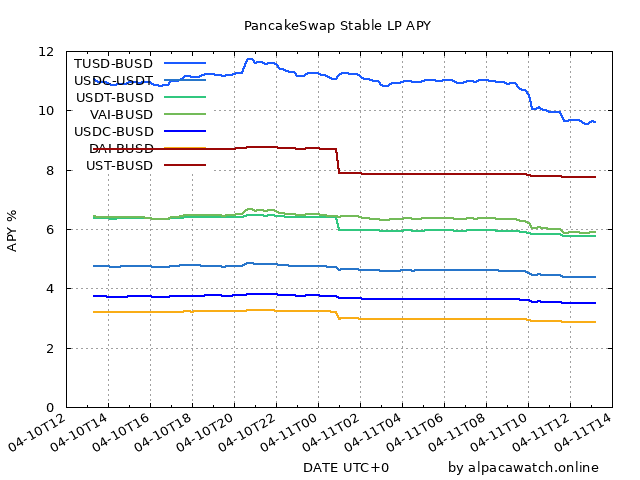 PancakeSwap Stable LP APY
12
10
8
6
4
2
0
APY %
TUSD-BUSD
USDC-USDT
USDT-BUSD
VAI-BUSD
USDC-BUSD
DAI-BUSD
UST-BUSD
04-10T12
04-10T14
04-10T16
04-10T18
04-10T20
04-10T22
04-11T00
04-11T02
04-11T04
04-11T06
04-11T08
04-11T10
04-11T12
04-11T14
DATE UTC+0
by alpacawatch.online